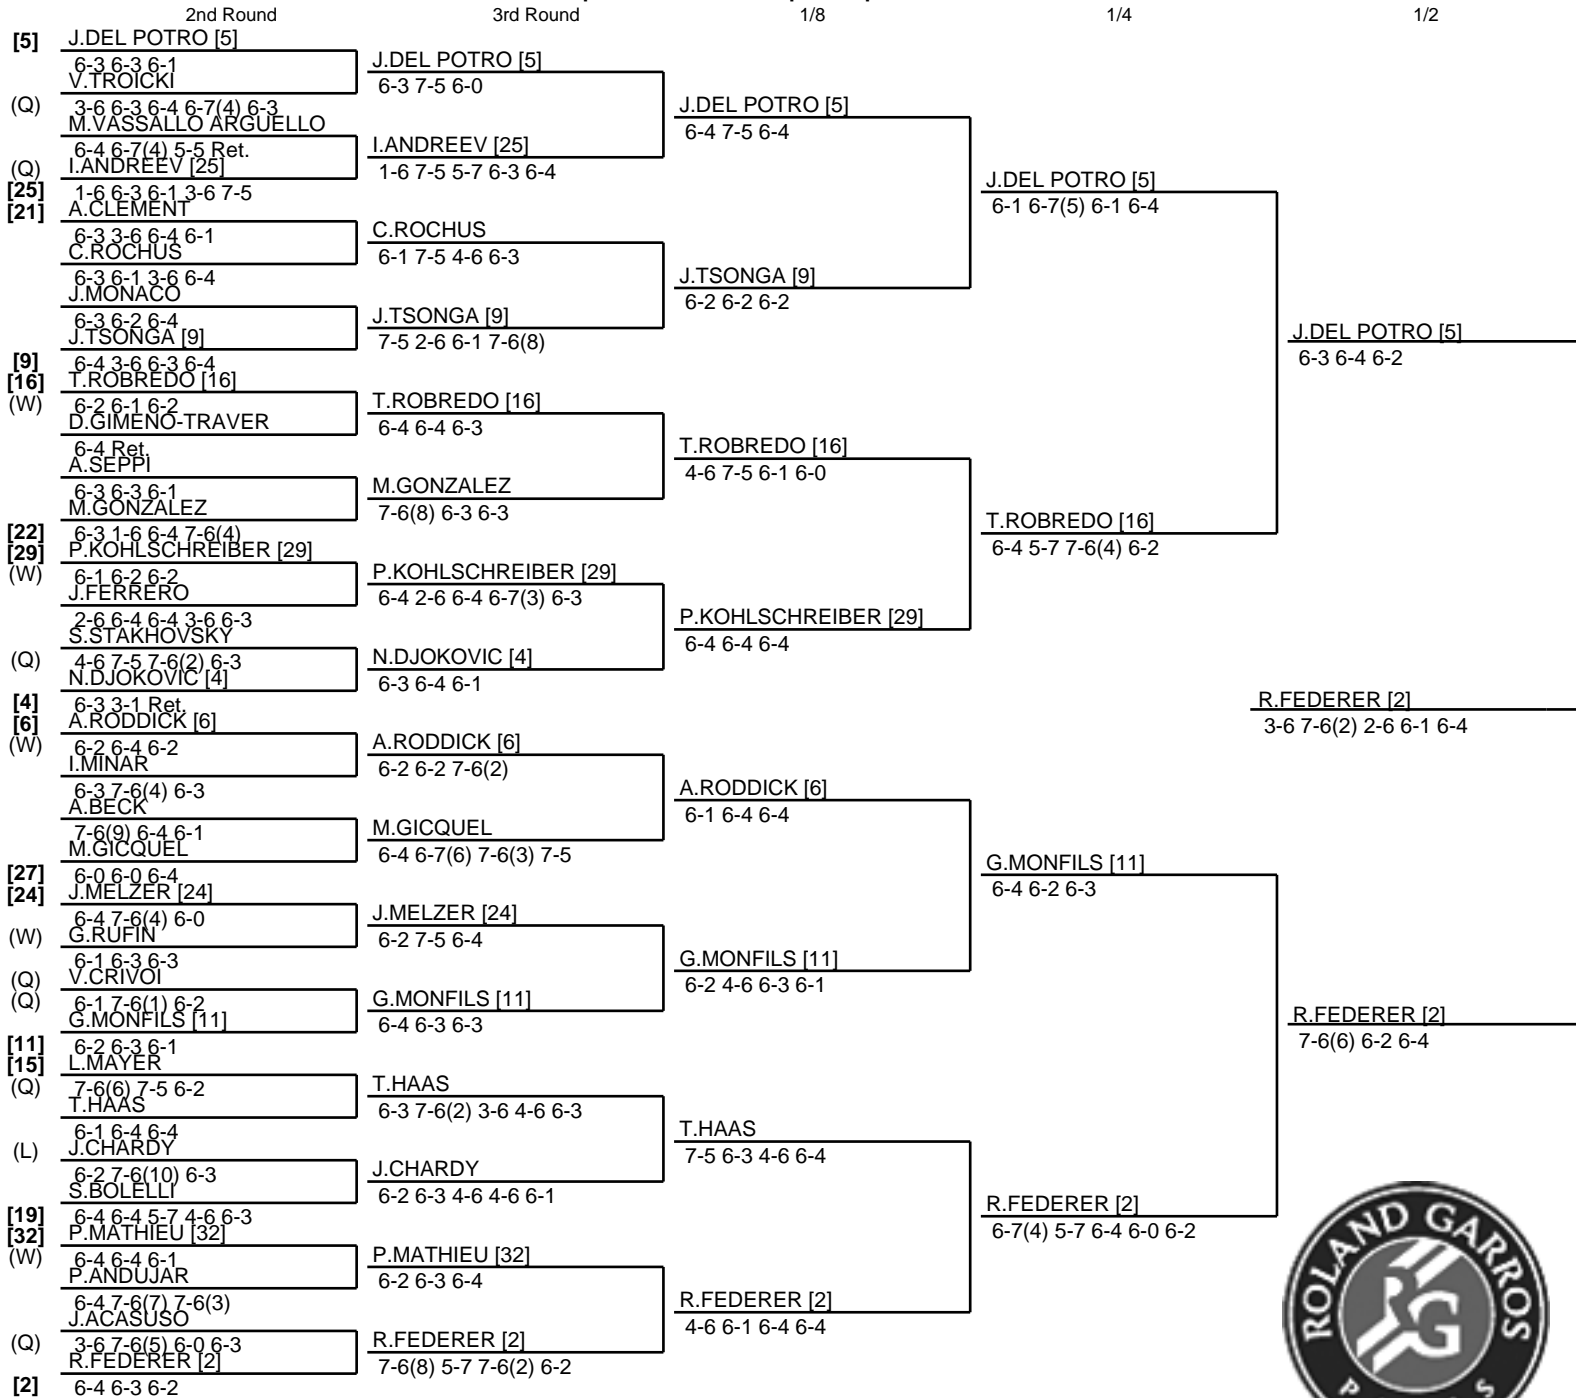 2nd Round 3rd Round 1/8 1/4 1/2
[5] J.DEL POTRO [5]
6-3 6-3 6-1
V.TROICKI
(Q) 3-6 6-3 6-4 6-7(4) 6-3
M.VASSALLO ARGUELLO
6-4 6-7(4) 5-5 Ret.
(Q) I.ANDREEV [25]
[25] 1-6 6-3 6-1 3-6 7-5
[21] A.CLEMENT
6-3 3-6 6-4 6-1
C.ROCHUS
6-3 6-1 3-6 6-4
J.MONACO
6-3 6-2 6-4
J.TSONGA [9]
[9] 6-4 3-6 6-3 6-4
[16] T.ROBREDO [16]
(W) 6-2 6-1 6-2
D.GIMENO-TRAVER
6-4 Ret.
A.SEPPI
6-3 6-3 6-1
M.GONZALEZ
[22] 6-3 1-6 6-4 7-6(4)
[29] P.KOHLSCHREIBER [29]
(W) 6-1 6-2 6-2
J.FERRERO
2-6 6-4 6-4 3-6 6-3
S.STAKHOVSKY
(Q) 4-6 7-5 7-6(2) 6-3
N.DJOKOVIC [4]
[4] 6-3 3-1 Ret.
[6] A.RODDICK [6]
(W) 6-2 6-4 6-2
I.MINAR
6-3 7-6(4) 6-3
A.BECK
7-6(9) 6-4 6-1
M.GICQUEL
[27] 6-0 6-0 6-4
[24] J.MELZER [24]
6-4 7-6(4) 6-0
(W) G.RUFIN
6-1 6-3 6-3
(Q) V.CRIVOI
(Q) 6-1 7-6(1) 6-2
G.MONFILS [11]
[11] 6-2 6-3 6-1
[15] L.MAYER
(Q) 7-6(6) 7-5 6-2
T.HAAS
6-1 6-4 6-4
(L) J.CHARDY
6-2 7-6(10) 6-3
S.BOLELLI
[19] 6-4 6-4 5-7 4-6 6-3
[32] P.MATHIEU [32]
(W) 6-4 6-4 6-1
P.ANDUJAR
6-4 7-6(7) 7-6(3)
J.ACASUSO
(Q) 3-6 7-6(5) 6-0 6-3
R.FEDERER [2]
[2] 6-4 6-3 6-2
J.DEL POTRO [5]
6-3 7-5 6-0
I.ANDREEV [25]
1-6 7-5 5-7 6-3 6-4
C.ROCHUS
6-1 7-5 4-6 6-3
J.TSONGA [9]
7-5 2-6 6-1 7-6(8)
T.ROBREDO [16]
6-4 6-4 6-3
M.GONZALEZ
7-6(8) 6-3 6-3
P.KOHLSCHREIBER [29]
6-4 2-6 6-4 6-7(3) 6-3
N.DJOKOVIC [4]
6-3 6-4 6-1
A.RODDICK [6]
6-2 6-2 7-6(2)
M.GICQUEL
6-4 6-7(6) 7-6(3) 7-5
J.MELZER [24]
6-2 7-5 6-4
G.MONFILS [11]
6-4 6-3 6-3
T.HAAS
6-3 7-6(2) 3-6 4-6 6-3
J.CHARDY
6-2 6-3 4-6 4-6 6-1
P.MATHIEU [32]
6-2 6-3 6-4
R.FEDERER [2]
7-6(8) 5-7 7-6(2) 6-2
J.DEL POTRO [5]
6-4 7-5 6-4
J.TSONGA [9]
6-2 6-2 6-2
T.ROBREDO [16]
4-6 7-5 6-1 6-0
P.KOHLSCHREIBER [29]
6-4 6-4 6-4
A.RODDICK [6]
6-1 6-4 6-4
G.MONFILS [11]
6-2 4-6 6-3 6-1
T.HAAS
7-5 6-3 4-6 6-4
R.FEDERER [2]
4-6 6-1 6-4 6-4
J.DEL POTRO [5]
6-1 6-7(5) 6-1 6-4
T.ROBREDO [16]
6-4 5-7 7-6(4) 6-2
G.MONFILS [11]
6-4 6-2 6-3
R.FEDERER [2]
6-7(4) 5-7 6-4 6-0 6-2
J.DEL POTRO [5]
6-3 6-4 6-2
R.FEDERER [2]
3-6 7-6(2) 2-6 6-1 6-4
R.FEDERER [2]
7-6(6) 6-2 6-4
ROLAND GARROS
RG